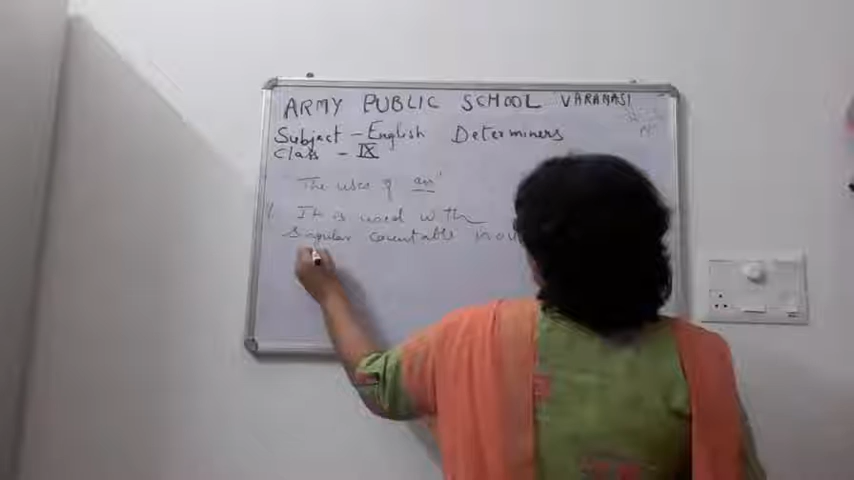 ARMY PUBLIC SCHOOL VARANASI
Subject - English Determiners
Class - IX
The uses of "an"
1. It is used with
singular countable nou